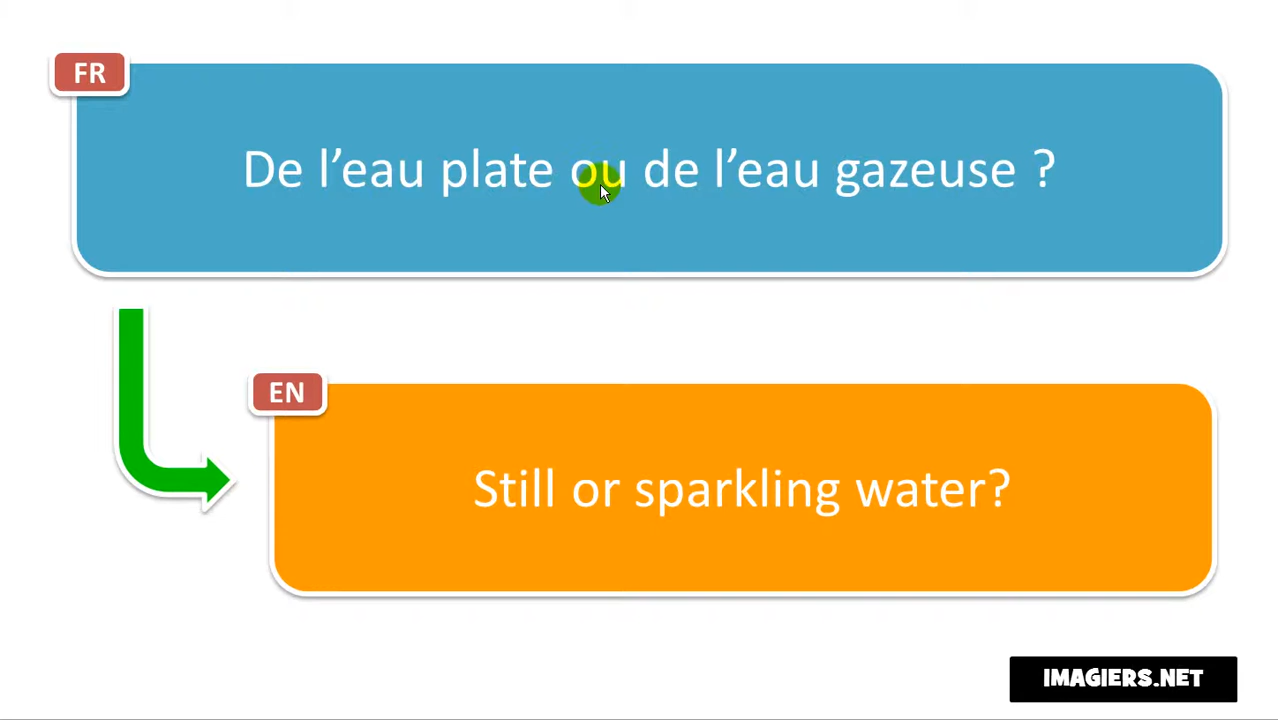 FR
De l’eau plate ou de l’eau gazeuse ?
EN
Still or sparkling water?
IMAGIERS.NET